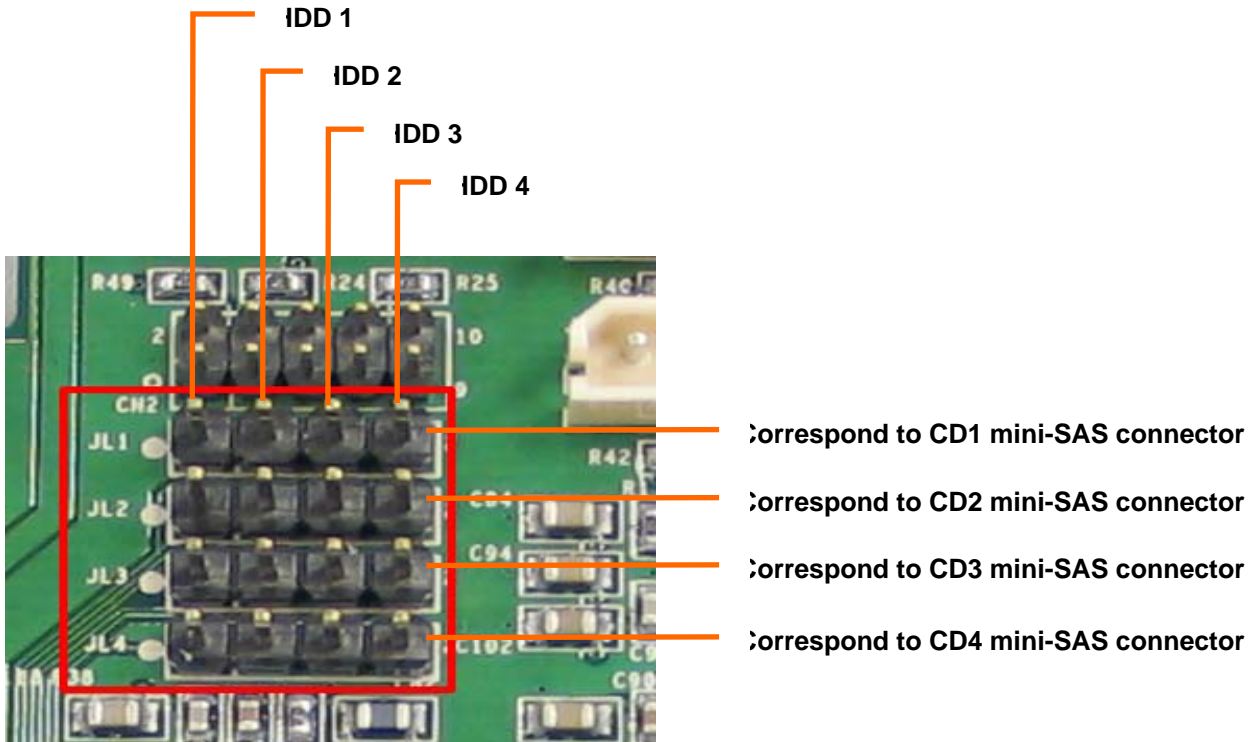 HDD 1
HDD 2
HDD 3
HDD 4
R49
R24
R25
R40
2
10
9
CN2
JL1
R42
JL2
JL3
C94
JL4
C102
Correspond to CD1 mini-SAS connector
Correspond to CD2 mini-SAS connector
Correspond to CD3 mini-SAS connector
Correspond to CD4 mini-SAS connector